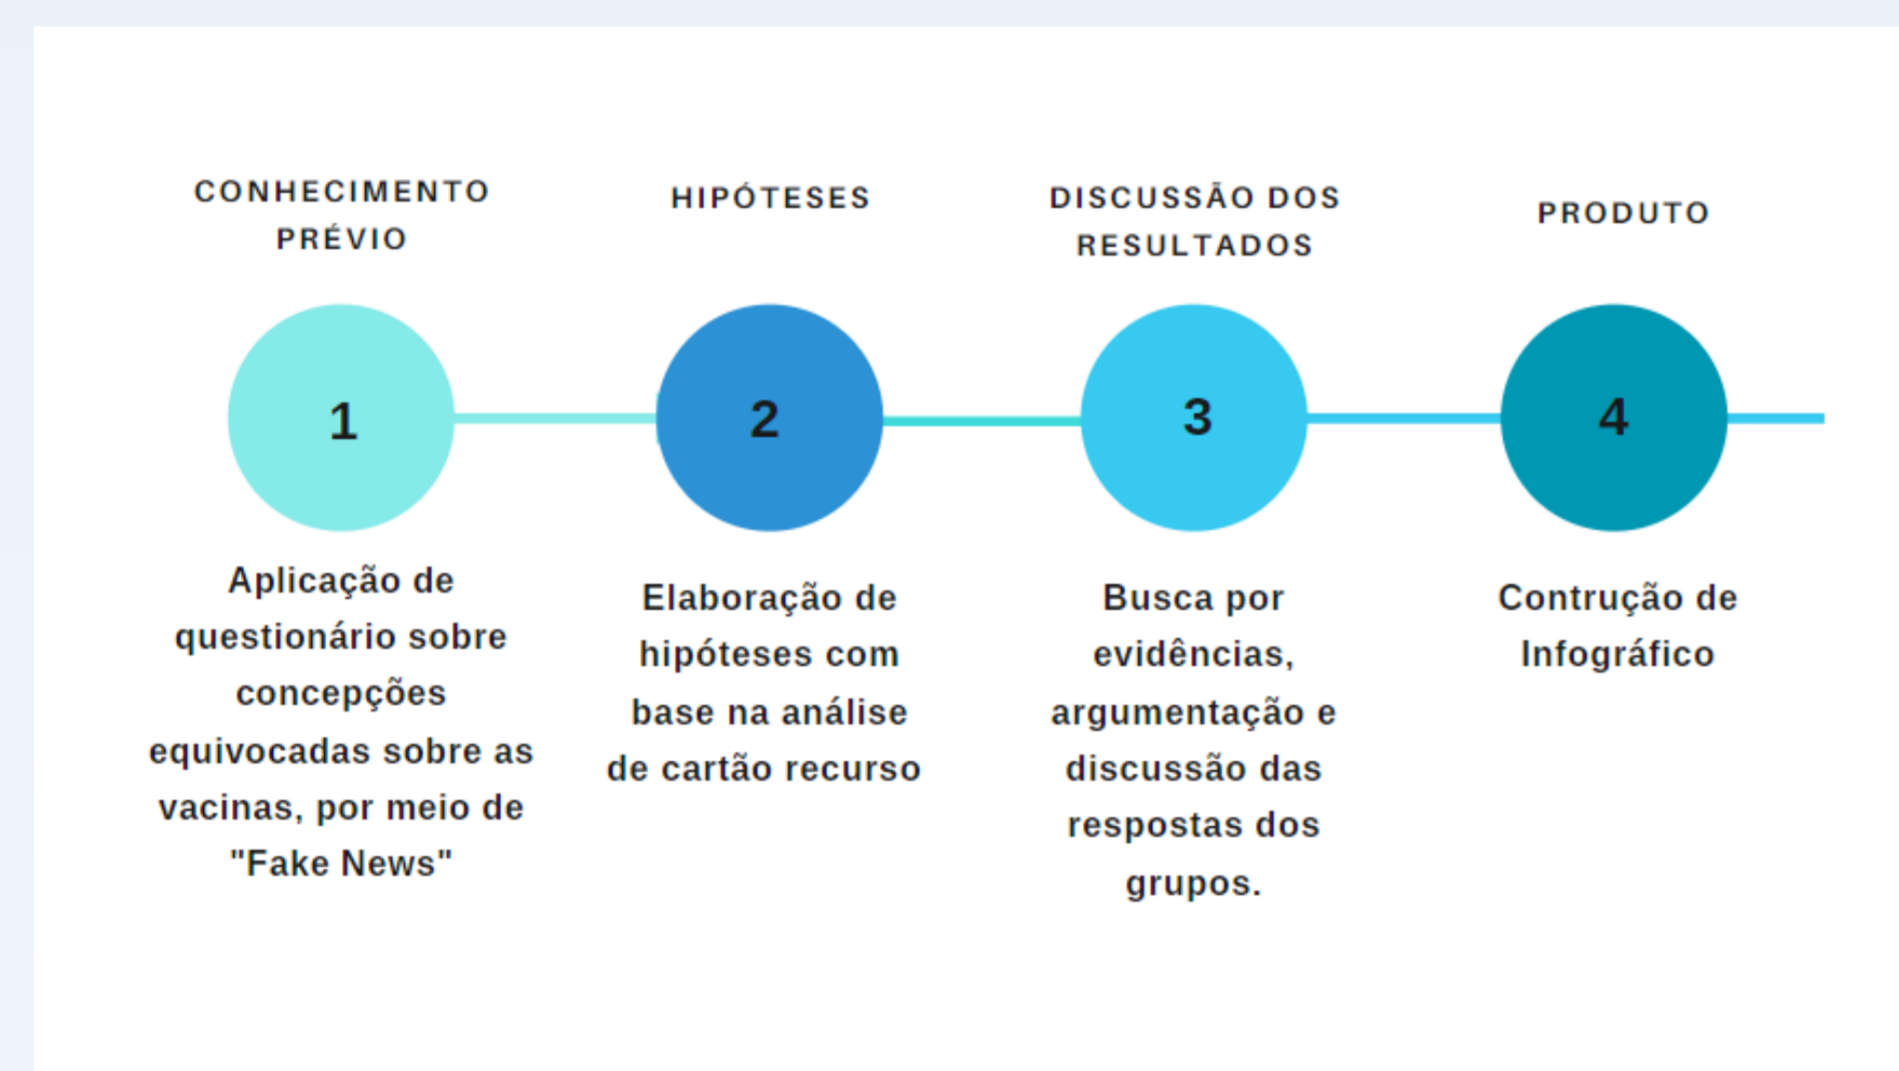 CONHECIMENTO
PRÉVIO
HIPÓTESES
DISCUSSÃO DOS
RESULTADOS
PRODUTO
1
2
3
4
Aplicação de
questionário sobre
concepções
equivocadas sobre as
vacinas, por meio de
"Fake News"
Elaboração de
hipóteses com
base na análise
de cartão recurso
Busca por
evidências,
argumentação e
discussão das
respostas dos
grupos.
Contrução de
Infográfico